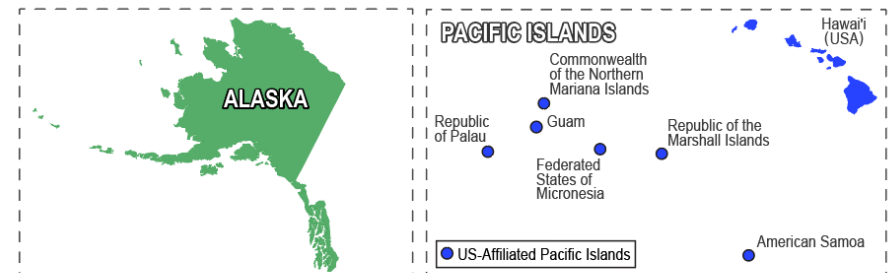 ALASKA
PACIFIC ISLANDS
Hawai'i
(USA)
Commonwealth
of the Northern
Mariana Islands
Republic
of Palau
Guam
Federated
States of
Micronesia
Republic of the
Marshall Islands
American Samoa
US-Affiliated Pacific Islands